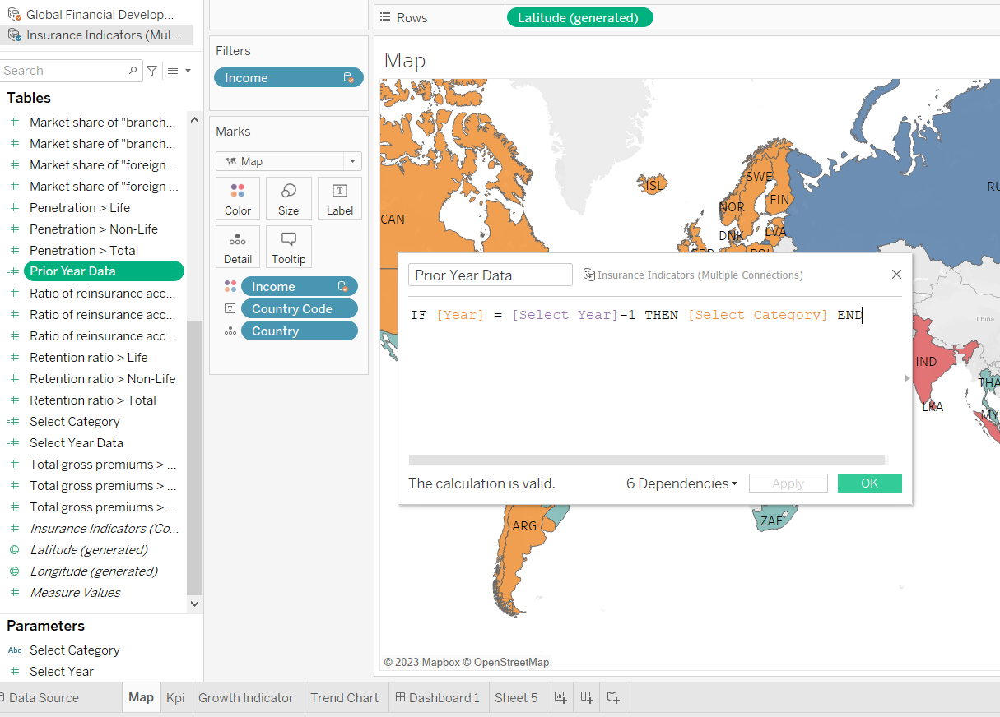 Global Financial Develop...
Insurance Indicators (Mul...
Search
Tables
Market share of "branch...
Market share of "branch...
Market share of "foreign ...
Market share of "foreign ...
Penetration > Life
Penetration > Non-Life
Penetration > Total
Prior Year Data
Ratio of reinsurance acc...
Ratio of reinsurance acc...
Ratio of reinsurance acc...
Retention ratio > Life
Retention ratio > Non-Life
Retention ratio > Total
Select Category
Select Year Data
Total gross premiums > ...
Total gross premiums > ...
Total gross premiums > ...
Insurance Indicators (Co...
Latitude (generated)
Longitude (generated)
Measure Values
Parameters
Abc Select Category
Select Year
Filters
Income
Marks
Map
Color
Size
T
Label
Detail
Tooltip
Income
T Country Code
Country
Rows
Latitude (generated)
Map
CAN
ISL
SWE
FIN
NOR
DNK
LVA
RU
China
IND
THA
LKA
MY
ARG
ZAF
© 2023 Mapbox © OpenStreetMap
Prior Year Data
Insurance Indicators (Multiple Connections)
IF [Year] = [Select Year]-1 THEN [Select Category] END
The calculation is valid.
6 Dependencies
Apply
OK
Data Source
Map
Kpi
Growth Indicator
Trend Chart
Dashboard 1
Sheet 5